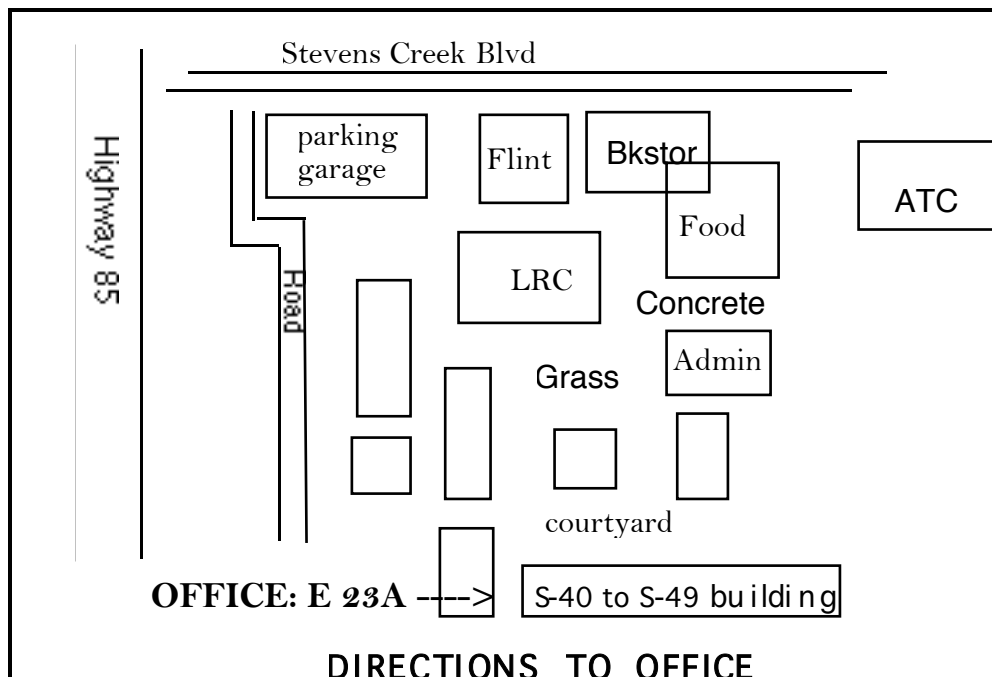 Stevens Creek Blvd
Highway 85
parking
garage
Flint
Bkstor
ATC
Food
Road
LRC
Concrete
Admin
Grass
courtyard
OFFICE: E 23A ---->
S-40 to S-49 building
DIRECTIONS TO OFFICE